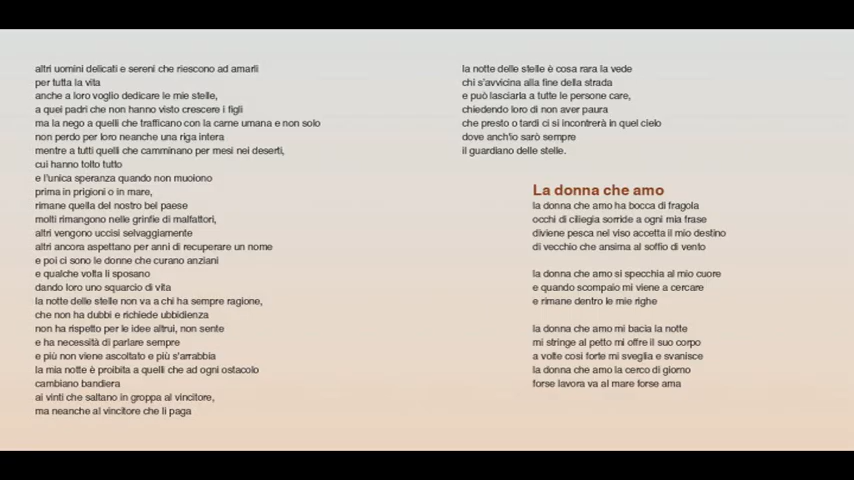 altri uomini delicati e sereni che riescono ad amarli
per tutta la vita
anche a loro voglio dedicare le mie stelle,
a quei padri che non hanno visto crescere i figli
ma la nego a quelli che trafficano con la carne umana e non solo
non perdo per loro neanche una riga intera
mentre a tutti quelli che camminano per mesi nei deserti,
cui hanno tolto tutto
e l'unica speranza quando non muoiono
prima in prigioni o in mare,
rimane quella del nostro bel paese
molti rimangono nelle grinfie di malfattori,
altri vengono uccisi selvaggiamente
altri ancora aspettano per anni di recuperare un nome
e poi ci sono le donne che curano anziani
e qualche volta li sposano
dando loro uno squarcio di vita
la notte delle stelle non va a chi ha sempre ragione,
che non ha dubbi e richiede ubbidienza
non ha rispetto per le idee altrui, non sente
e ha necessità di parlare sempre
e più non viene ascoltato e più s'arrabbia
la mia notte è proibita a quelli che ad ogni ostacolo
cambiano bandiera
ai vinti che saltano in groppa al vincitore,
ma neanche al vincitore che li paga
la notte delle stelle è cosa rara la vede
chi s'avvicina alla fine della strada
e può lasciarla a tutte le persone care,
chiedendo loro di non aver paura
che presto o tardi ci si incontrerà in quel cielo
dove anch'io sarò sempre
il guardiano delle stelle.
La donna che amo
la donna che amo ha bocca di fragola
occhi di ciliegia sorride a ogni mia frase
diviene pesca nel viso accetta il mio destino
di vecchio che ansima al soffio di vento
la donna che amo si specchia al mio cuore
e quando scompaio mi viene a cercare
e rimane dentro le mie righe
la donna che amo mi bacia la notte
mi stringe al petto mi offre il suo corpo
a volte così forte mi sveglia e svanisce
la donna che amo la cerco di giorno
forse lavora va al mare forse ama